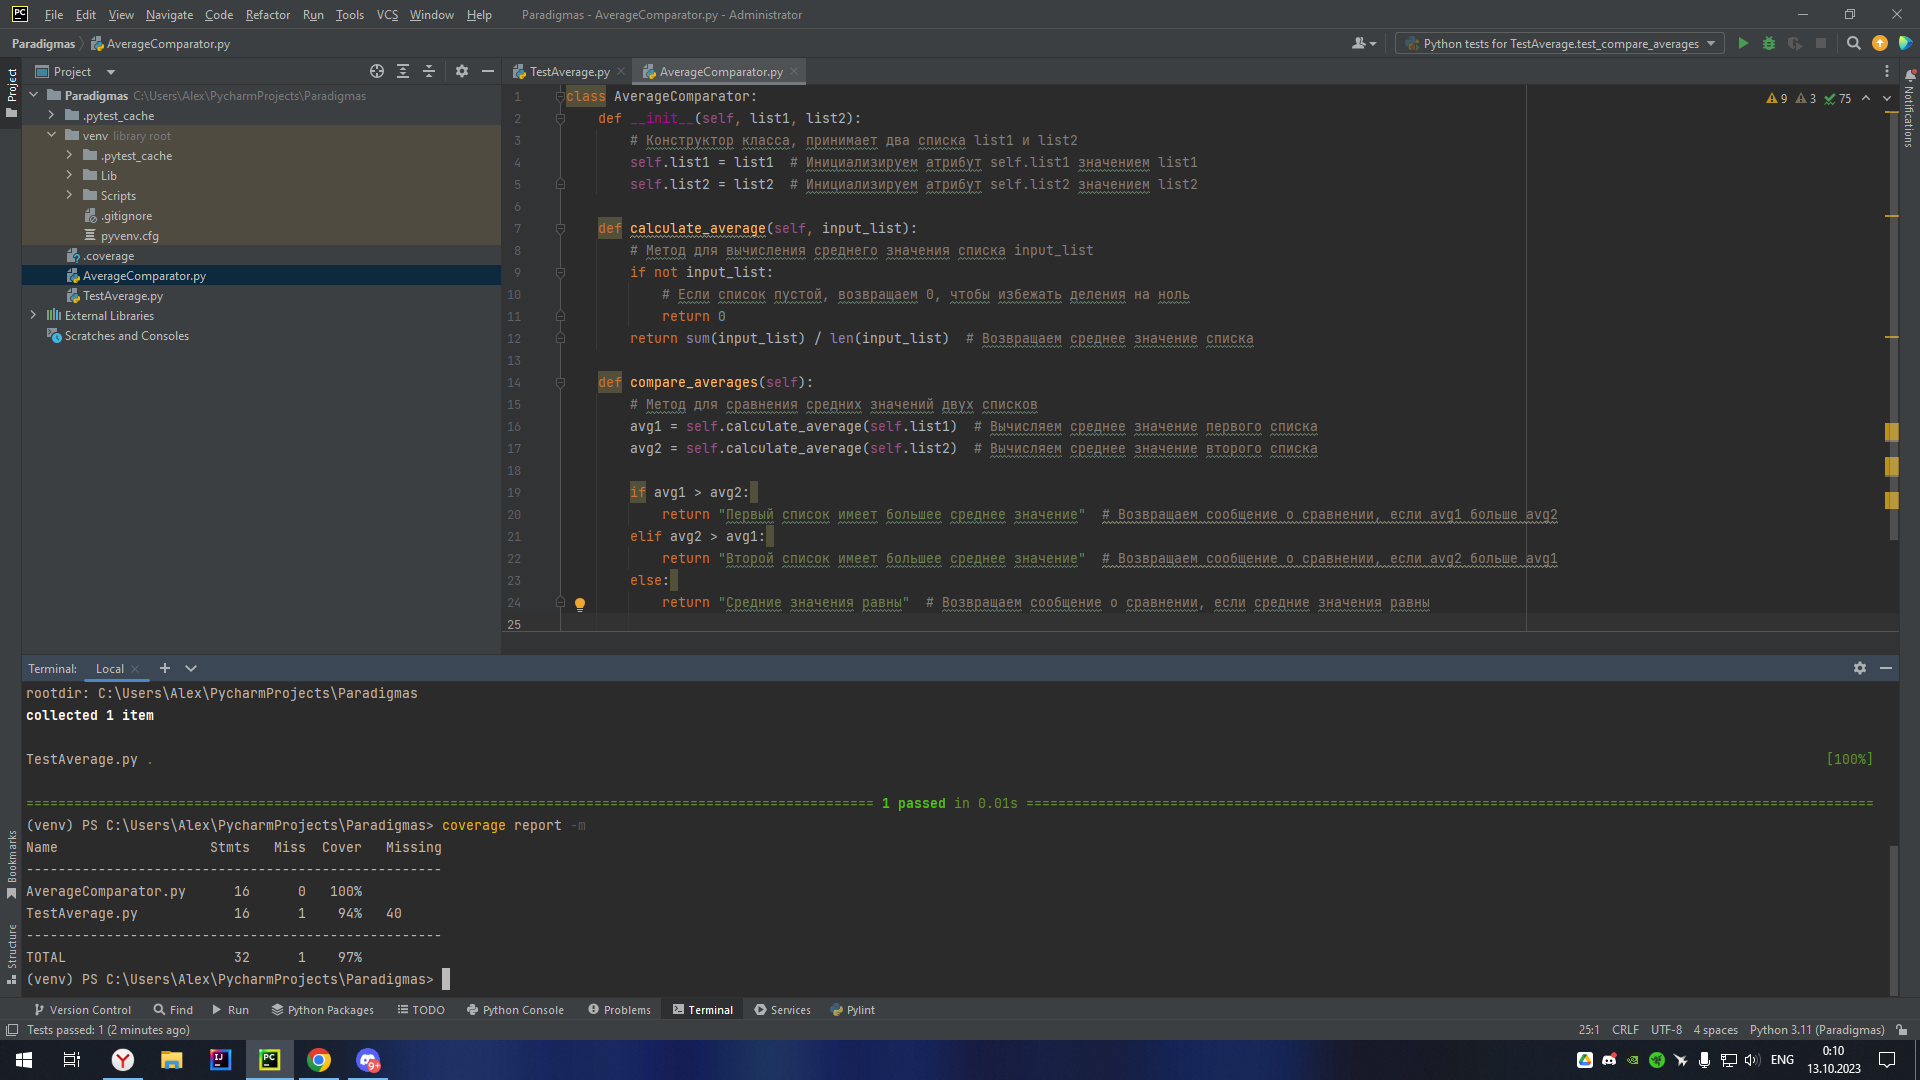 File Edit View Navigate Code Refactor Run Tools VCS Window Help Paradigmas - AverageComparator.py - Administrator
Paradigmas AverageComparator.py
Python tests for TestAverage.test_compare_averages
Project
Project
Paradigmas C:\Users\Alex\PycharmProjects\Paradigmas
.pytest_cache
venv library root
.pytest_cache
Lib
Scripts
.gitignore
pyvenv.cfg
.coverage
AverageComparator.py
TestAverage.py
External Libraries
Scratches and Consoles
TestAverage.py AverageComparator.py
9 3 75
Notifications
1 class AverageComparator:
2 def __init__(self, list1, list2):
3 # Конструктор класса, принимает два списка list1 и list2
4 self.list1 = list1 # Инициализируем атрибут self.list1 значением list1
5 self.list2 = list2 # Инициализируем атрибут self.list2 значением list2
6
7 def calculate_average(self, input_list):
8 # Метод для вычисления среднего значения списка input_list
9 if not input_list:
10 # Если список пустой, возвращаем 0, чтобы избежать деления на ноль
11 return 0
12 return sum(input_list) / len(input_list) # Возвращаем среднее значение списка
13
14 def compare_averages(self):
15 # Метод для сравнения средних значений двух списков
16 avg1 = self.calculate_average(self.list1) # Вычисляем среднее значение первого списка
17 avg2 = self.calculate_average(self.list2) # Вычисляем среднее значение второго списка
18
19 if avg1 > avg2:
20 return "Первый список имеет большее среднее значение" # Возвращаем сообщение о сравнении, если avg1 больше avg2
21 elif avg2 > avg1:
22 return "Второй список имеет большее среднее значение" # Возвращаем сообщение о сравнении, если avg2 больше avg1
23 else:
24 return "Средние значения равны" # Возвращаем сообщение о сравнении, если средние значения равны
25
Terminal: Local
rootdir: C:\Users\Alex\PycharmProjects\Paradigmas
collected 1 item
TestAverage.py . [100%]
========== 1 passed in 0.01s ==========
(venv) PS C:\Users\Alex\PycharmProjects\Paradigmas> coverage report -m
Name Stmts Miss Cover Missing
----------------------------------------------------
AverageComparator.py 16 0 100%
TestAverage.py 16 1 94% 40
----------------------------------------------------
TOTAL 32 1 97%
(venv) PS C:\Users\Alex\PycharmProjects\Paradigmas>
Bookmarks
Structure
Version Control Find Run Python Packages TODO Python Console Problems Terminal Services Pylint
Tests passed: 1 (2 minutes ago) 25:1 CRLF UTF-8 4 spaces Python 3.11 (Paradigmas)
9+ ENG 0:10
13.10.2023